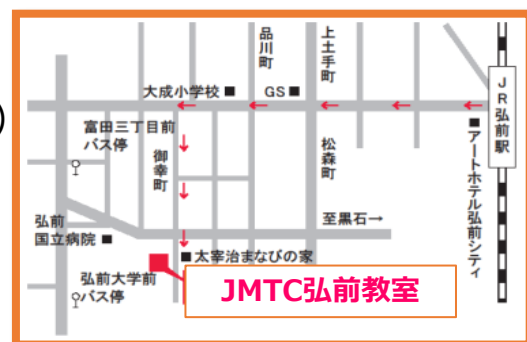 品川町
上土手町
大成小学校■
GS■
JR弘前駅
富田三丁目前
バス停
御幸町
松森町
■アートホテル弘前シティ
弘前
国立病院■
至黒石→
■太宰治まなびの家
弘前大学前
バス停
JMTC弘前教室
)